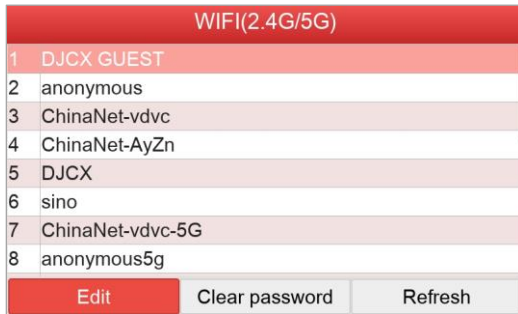 WIFI(2.4G/5G)
1 DJCX GUEST
2 anonymous
3 ChinaNet-vdvc
4 ChinaNet-AyZn
5 DJCX
6 sino
7 ChinaNet-vdvc-5G
8 anonymous5g
Edit Clear password Refresh